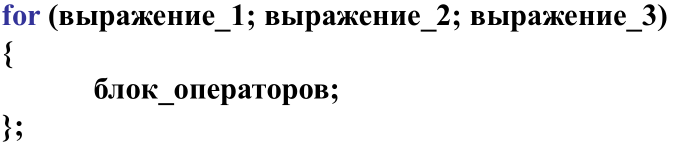 for (выражение_1; выражение_2; выражение_3)
{
блок_операторов;
};